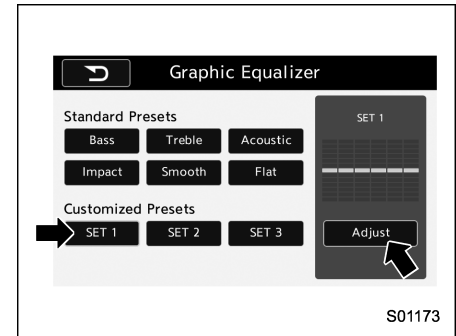 Graphic Equalizer
Standard Presets
Bass Treble Acoustic
Impact Smooth Flat
Customized Presets
SET 1 SET 2 SET 3
SET 1
Adjust
S01173